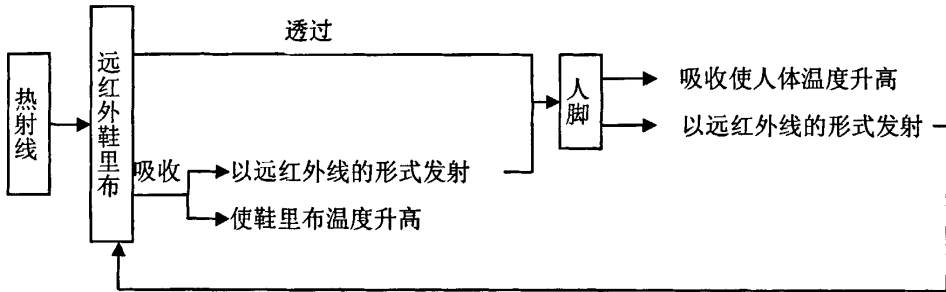 热射线
远红外鞋里布
透过
吸收
以远红外线的形式发射
使鞋里布温度升高
人脚
吸收使人体温度升高
以远红外线的形式发射